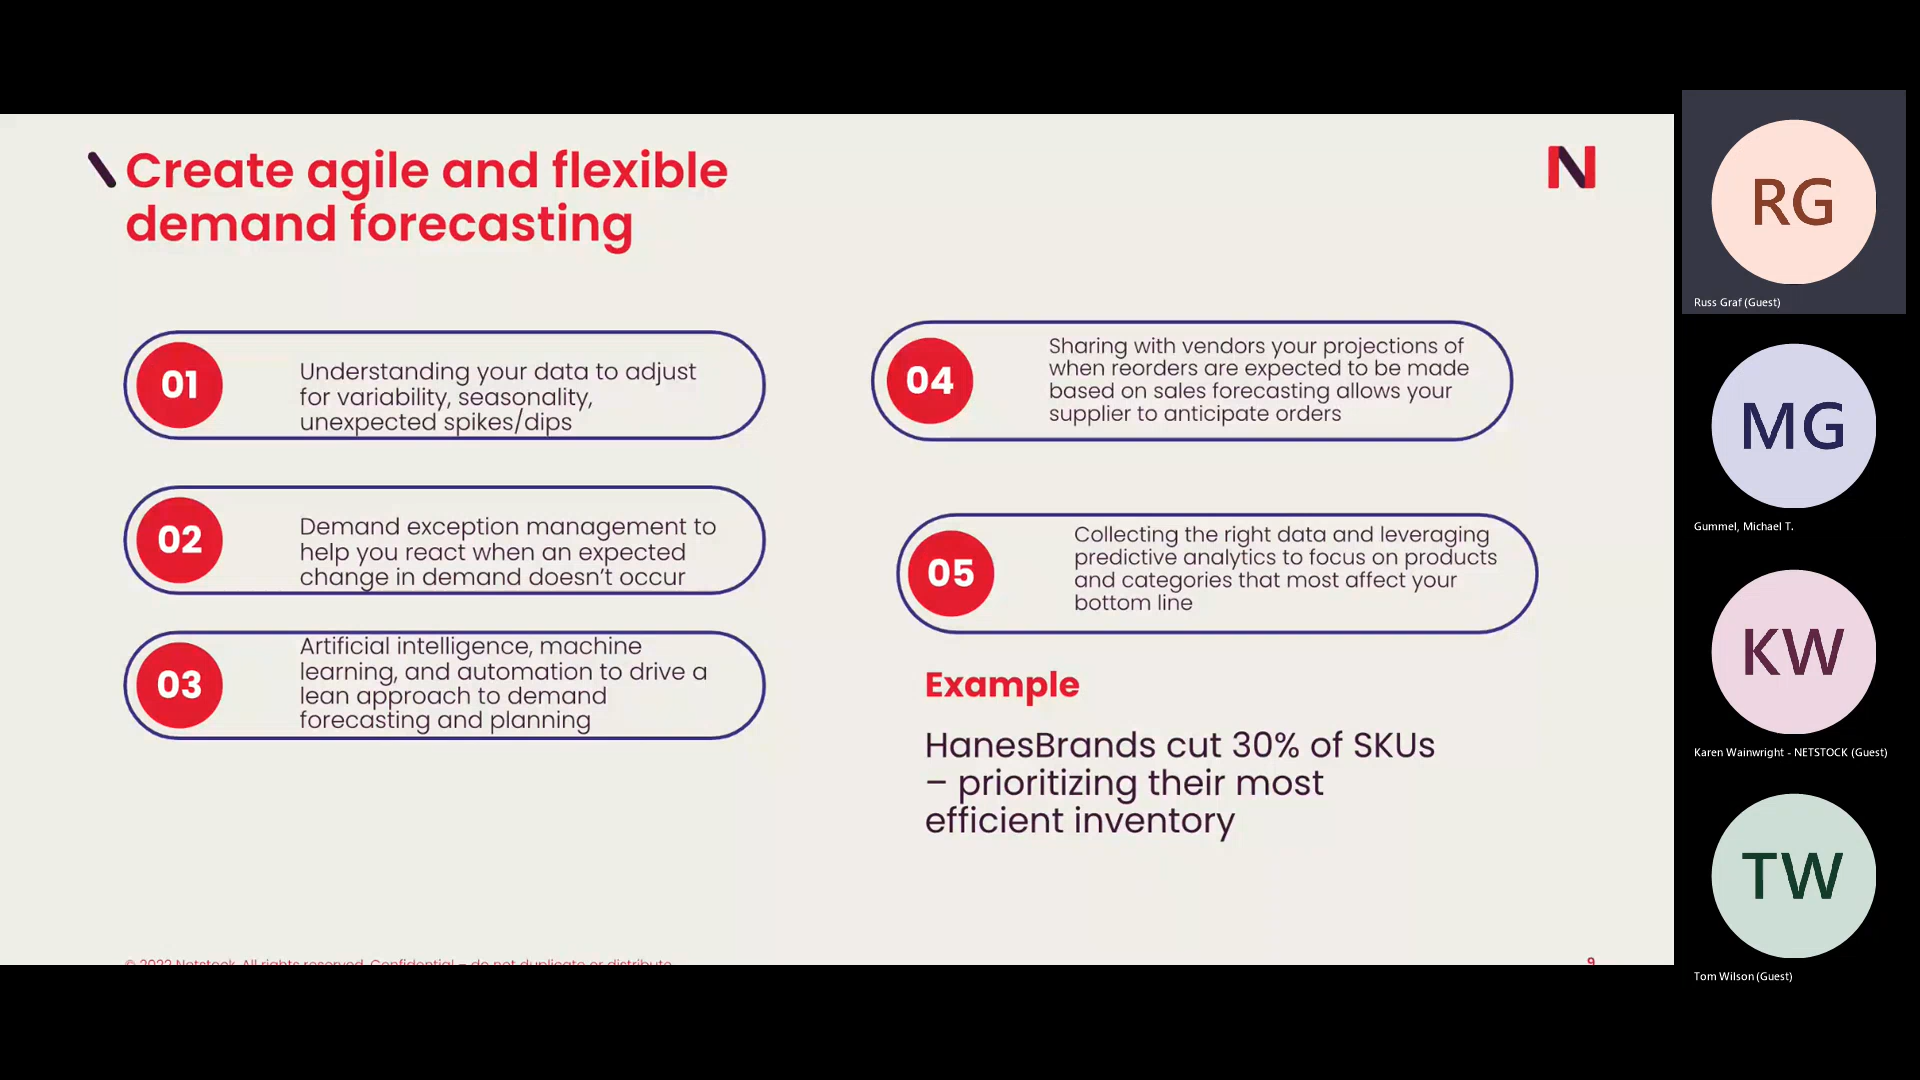 Create agile and flexible
demand forecasting
N
01
Understanding your data to adjust
for variability, seasonality,
unexpected spikes/dips
02
Demand exception management to
help you react when an expected
change in demand doesn’t occur
03
Artificial intelligence, machine
learning, and automation to drive a
lean approach to demand
forecasting and planning
04
Sharing with vendors your projections of
when reorders are expected to be made
based on sales forecasting allows your
supplier to anticipate orders
05
Collecting the right data and leveraging
predictive analytics to focus on products
and categories that most affect your
bottom line
Example
HanesBrands cut 30% of SKUs
– prioritizing their most
efficient inventory
© 2022 Netstock. All rights reserved. Confidential – do not duplicate or distribute
9
RG
Russ Graf (Guest)
MG
Gummel, Michael T.
KW
Karen Wainwright - NETSTOCK (Guest)
TW
Tom Wilson (Guest)